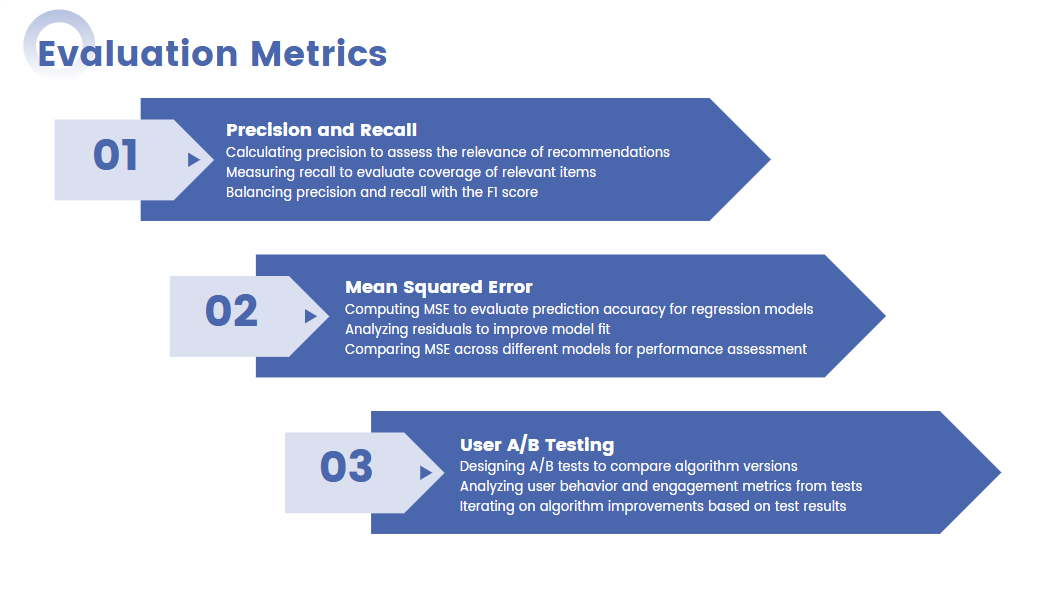 Evaluation Metrics
01
Precision and Recall
Calculating precision to assess the relevance of recommendations
Measuring recall to evaluate coverage of relevant items
Balancing precision and recall with the F1 score
02
Mean Squared Error
Computing MSE to evaluate prediction accuracy for regression models
Analyzing residuals to improve model fit
Comparing MSE across different models for performance assessment
03
User A/B Testing
Designing A/B tests to compare algorithm versions
Analyzing user behavior and engagement metrics from tests
Iterating on algorithm improvements based on test results